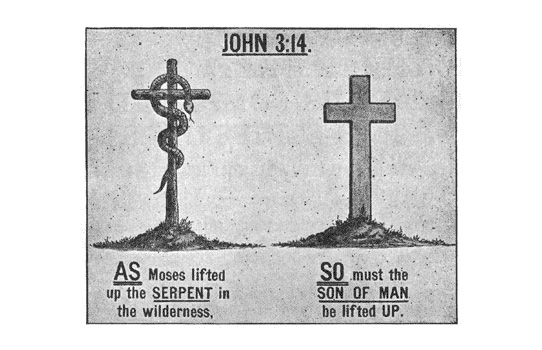 JOHN 3:14.
AS Moses lifted
up the SERPENT in
the wilderness,
SO must the
SON OF MAN
be lifted UP.